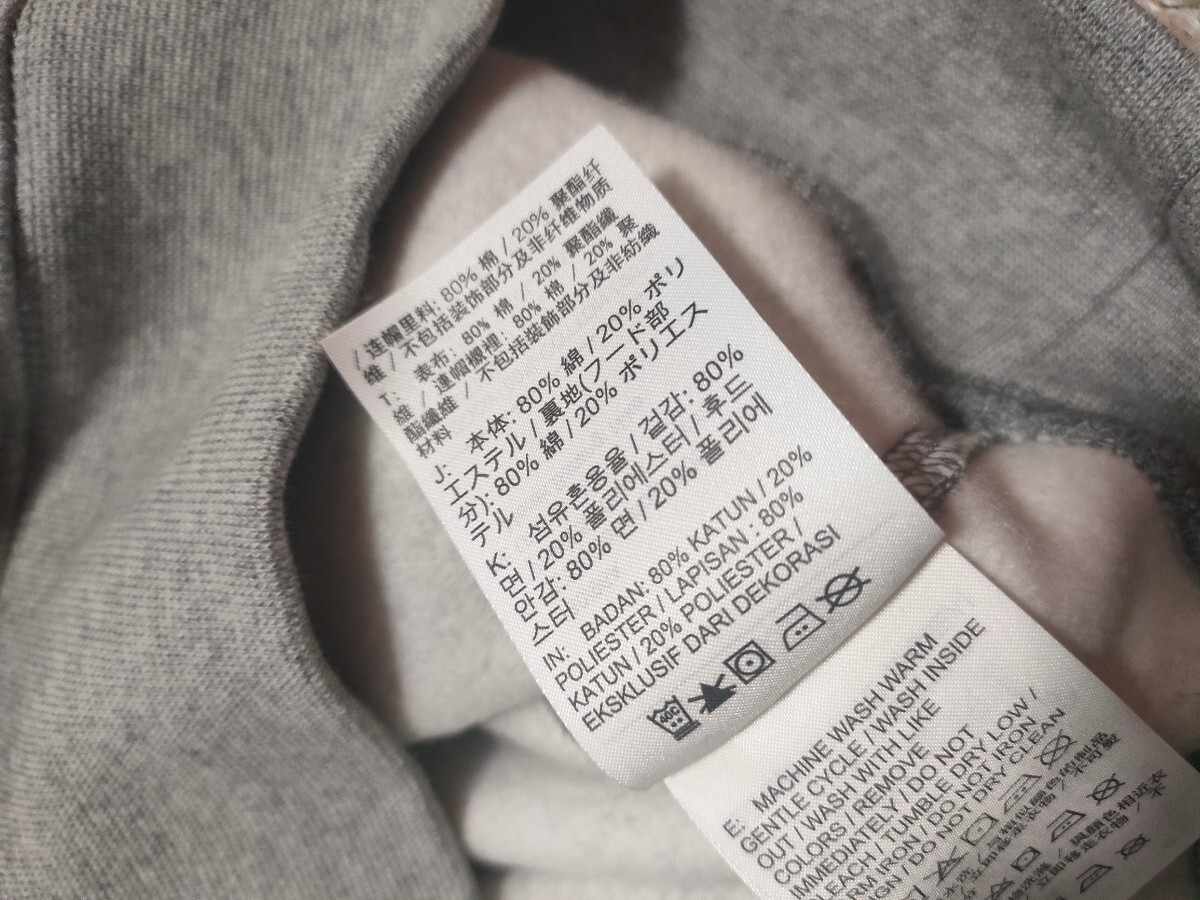 / 连帽里料: 80% 棉 / 20% 聚酯纤
维 / 不包括装饰部分及非纤维物质
T: 表布: 80% 棉 / 20% 聚酯纖
維 / 連帽襯裡: 80% 棉 / 20% 聚
酯纖維 / 不包括裝飾部分及非紡織
材料
J: 本体: 80% 綿 / 20% ポリ
エステル / 裏地(フード部
分): 80% 綿 / 20% ポリエス
テル
K: 섬유혼용율 / 겉감: 80%
면 / 20% 폴리에스터 / 후드
안감: 80% 면 / 20% 폴리에
스터
IN: BADAN: 80% KATUN / 20%
POLIESTER / LAPISAN : 80%
KATUN / 20% POLIESTER /
EKSKLUSIF DARI DEKORASI
40C
E: MACHINE WASH WARM
GENTLE CYCLE / WASH INSIDE
OUT / WASH WITH LIKE
COLORS / REMOVE
IMMEDIATELY / DO NOT
BLEACH / TUMBLE DRY LOW /
RM IRON / DO NOT IRON
IGN / DO NOT DRY CLEAN